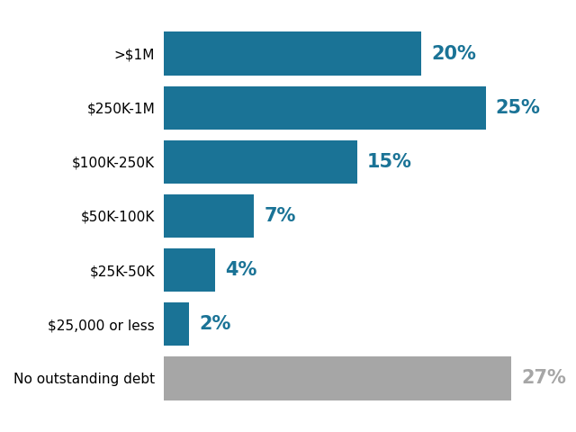 >$1M 20%
$250K-1M 25%
$100K-250K 15%
$50K-100K 7%
$25K-50K 4%
$25,000 or less 2%
No outstanding debt 27%